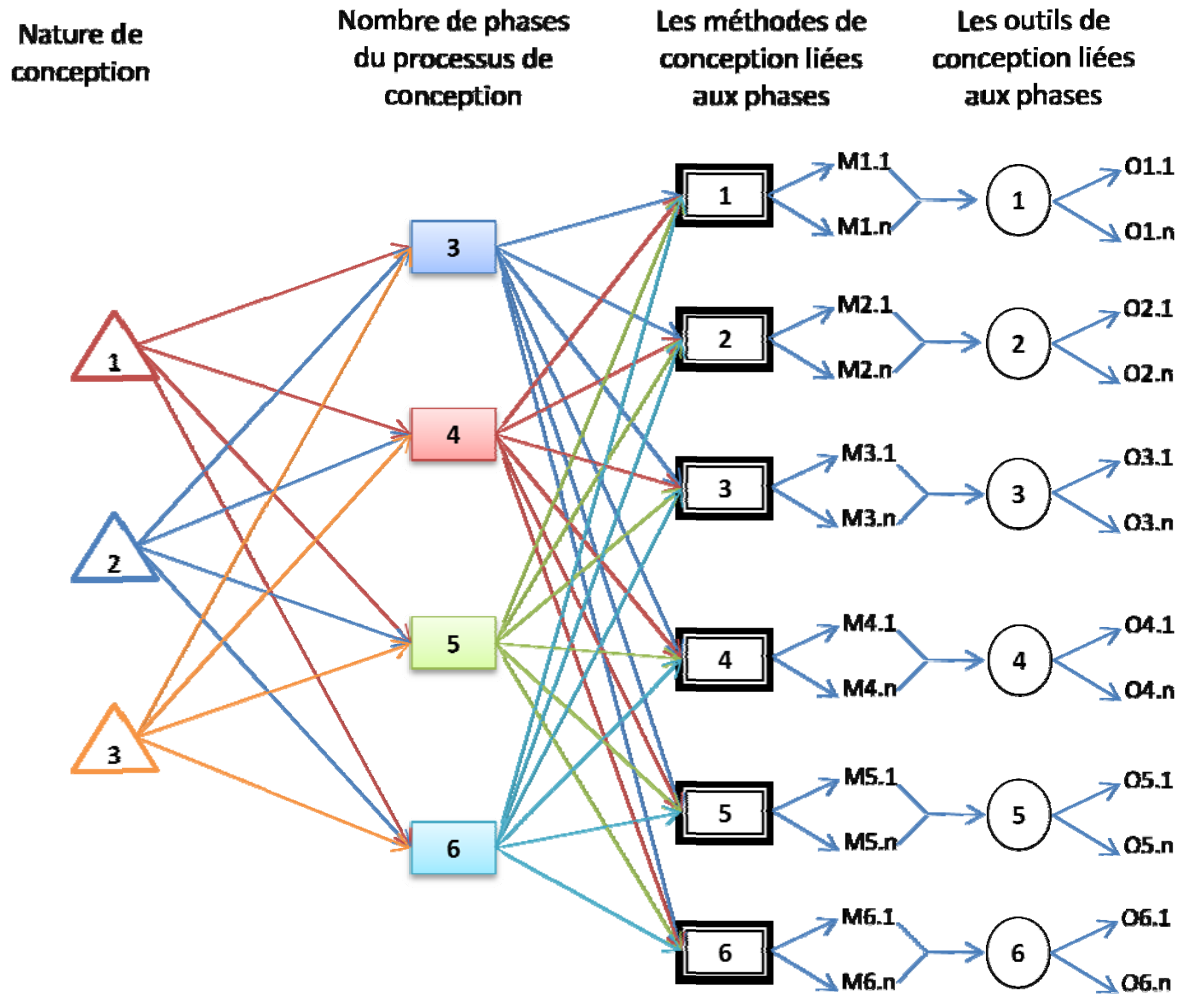 Nature de
conception
Nombre de phases
du processus de
conception
Les méthodes de
conception liées
aux phases
Les outils de
conception liées
aux phases
1
2
3
3
4
5
6
1
M1.1
M1.n
1
O1.1
O1.n
2
M2.1
M2.n
2
O2.1
O2.n
3
M3.1
M3.n
3
O3.1
O3.n
4
M4.1
M4.n
4
O4.1
O4.n
5
M5.1
M5.n
5
O5.1
O5.n
6
M6.1
M6.n
6
O6.1
O6.n